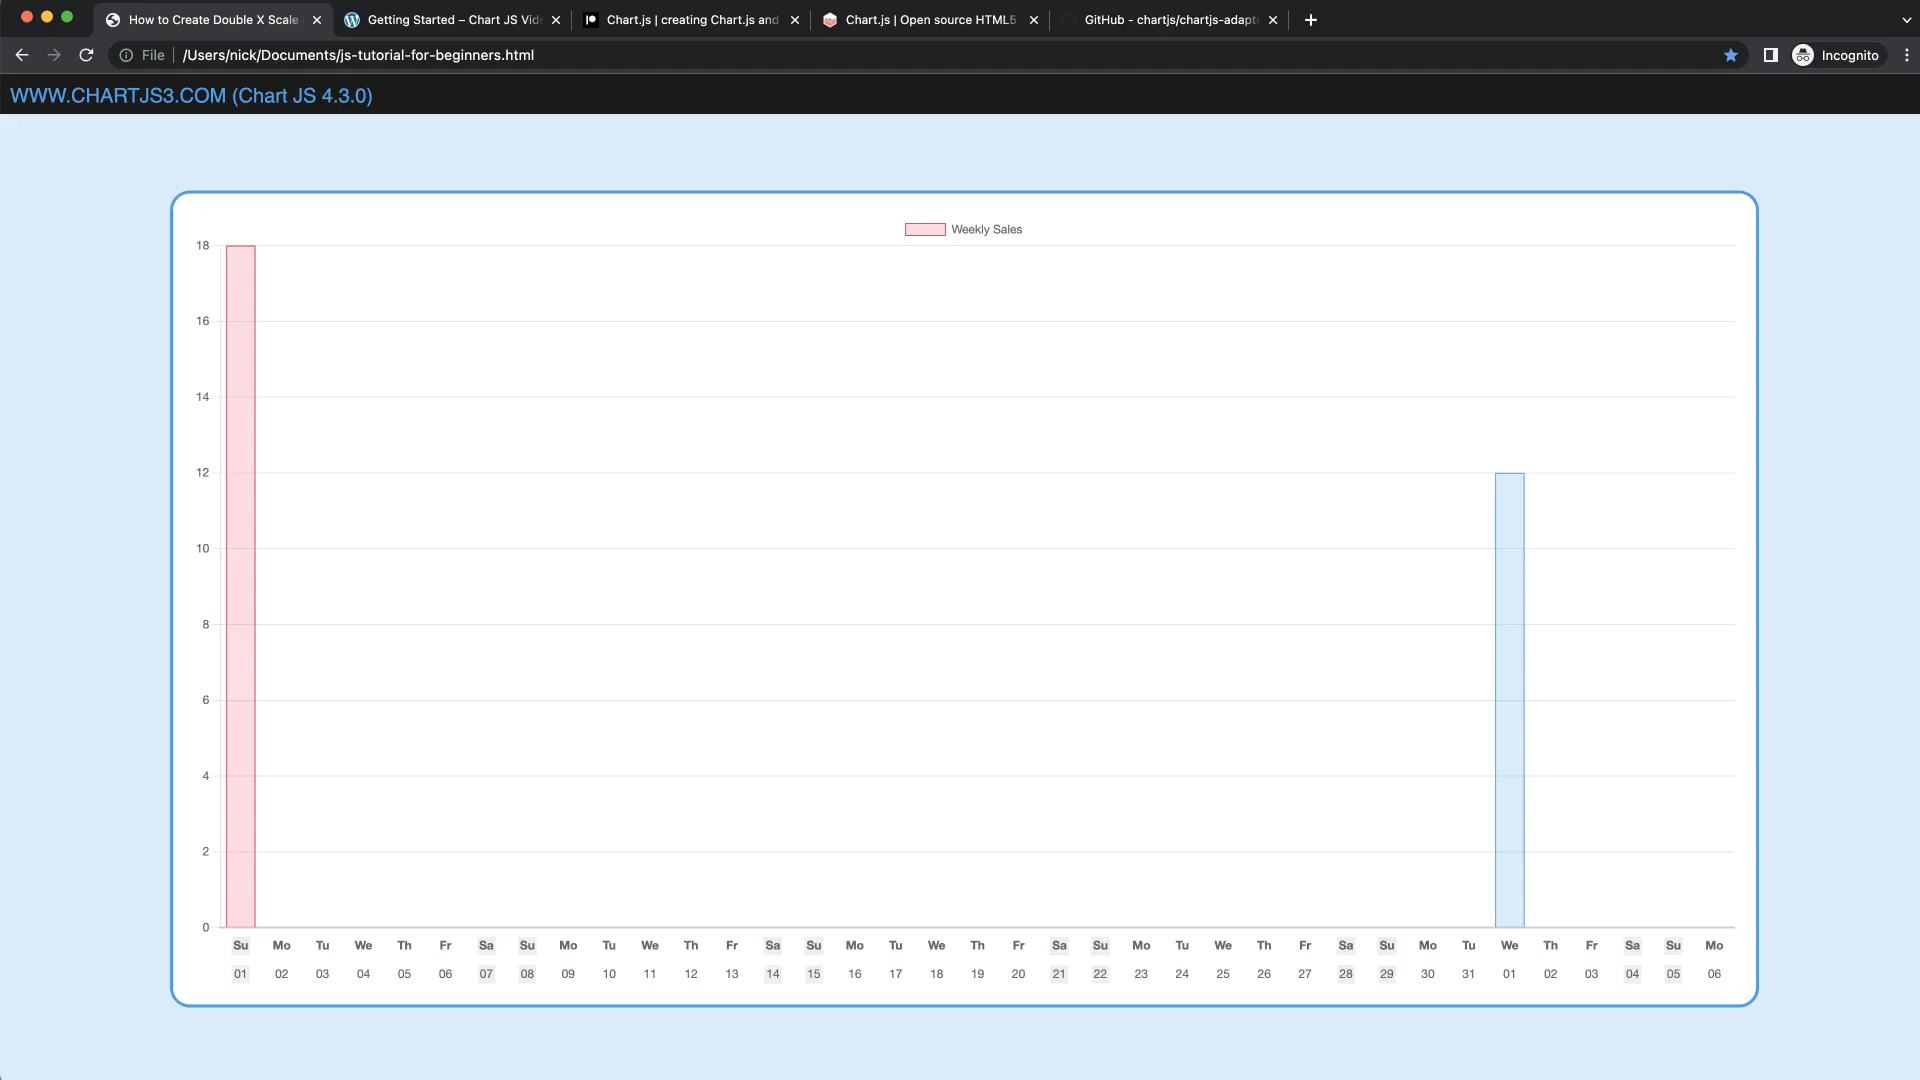 How to Create Double X Scale
Getting Started – Chart JS Vid
Chart.js | creating Chart.js and
Chart.js | Open source HTML5
GitHub - chartjs/chartjs-adapte
File
/Users/nick/Documents/js-tutorial-for-beginners.html
Incognito
WWW.CHARTJS3.COM (Chart JS 4.3.0)
Weekly Sales
18
16
14
12
10
8
6
4
2
0
Su Mo Tu We Th Fr Sa Su Mo Tu We Th Fr Sa Su Mo Tu We Th Fr Sa Su Mo Tu We Th Fr Sa Su Mo Tu We Th Fr Sa Su Mo
01 02 03 04 05 06 07 08 09 10 11 12 13 14 15 16 17 18 19 20 21 22 23 24 25 26 27 28 29 30 31 01 02 03 04 05 06